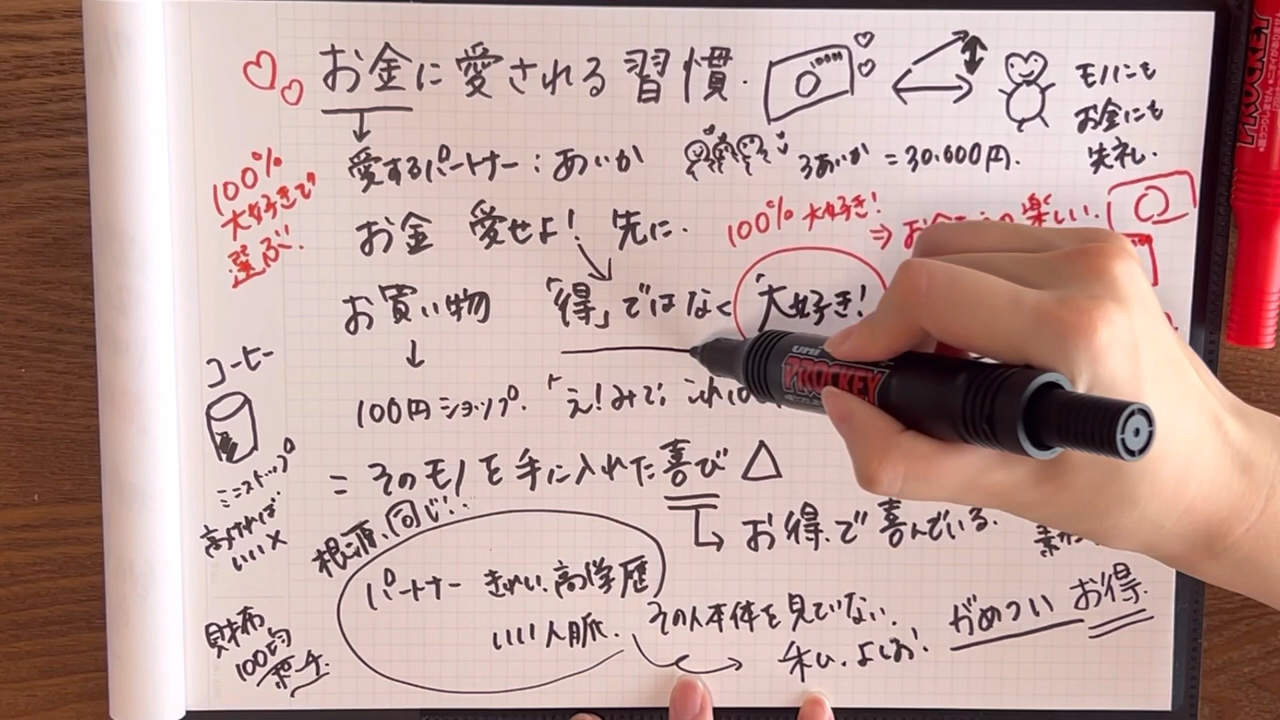 お金に愛される習慣.
モノにも
お金にも
失礼.
愛するパートナー:あいか
3あいか = 30.000円.
100%
大好きで
選ぶ!
お金 愛せよ! 先に.
100% 大好き!
⇒ お金 楽しい.
お買い物 「得」ではなく 「大好き!
コーヒー
100円ショップ. 「え!みて!これ10
ミニストップ
高ければ
いい×
= そのモノを手に入れた喜び △
お得で喜んでいる.
根源、同じ!
パートナー きれい.高学歴
いい人脈.
その人本体を見ていない.
がめつい お得.
財布
100均
uni
PROCKEY
PROCKEY